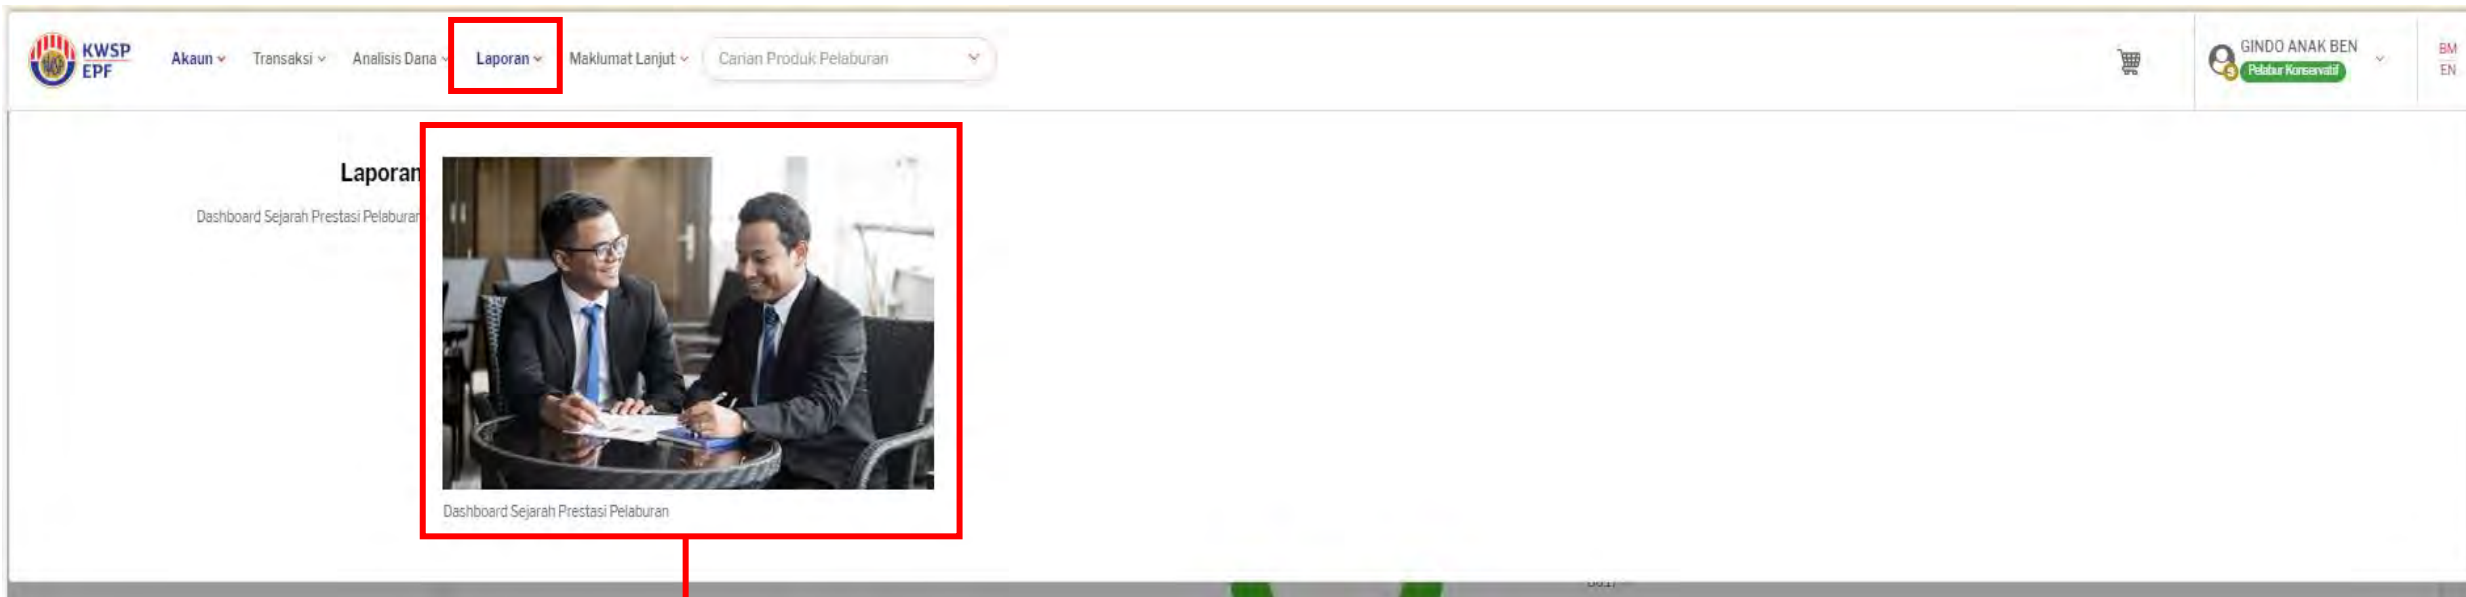 KWSP
EPF
Akaun
Transaksi
Analisis Dana
Laporan
Maklumat Lanjut
Carian Produk Pelaburan
GINDO ANAK BEN
Pelabur Konservatif
BM
EN
Laporan
Dashboard Sejarah Prestasi Pelaburan
Dashboard Sejarah Prestasi Pelaburan